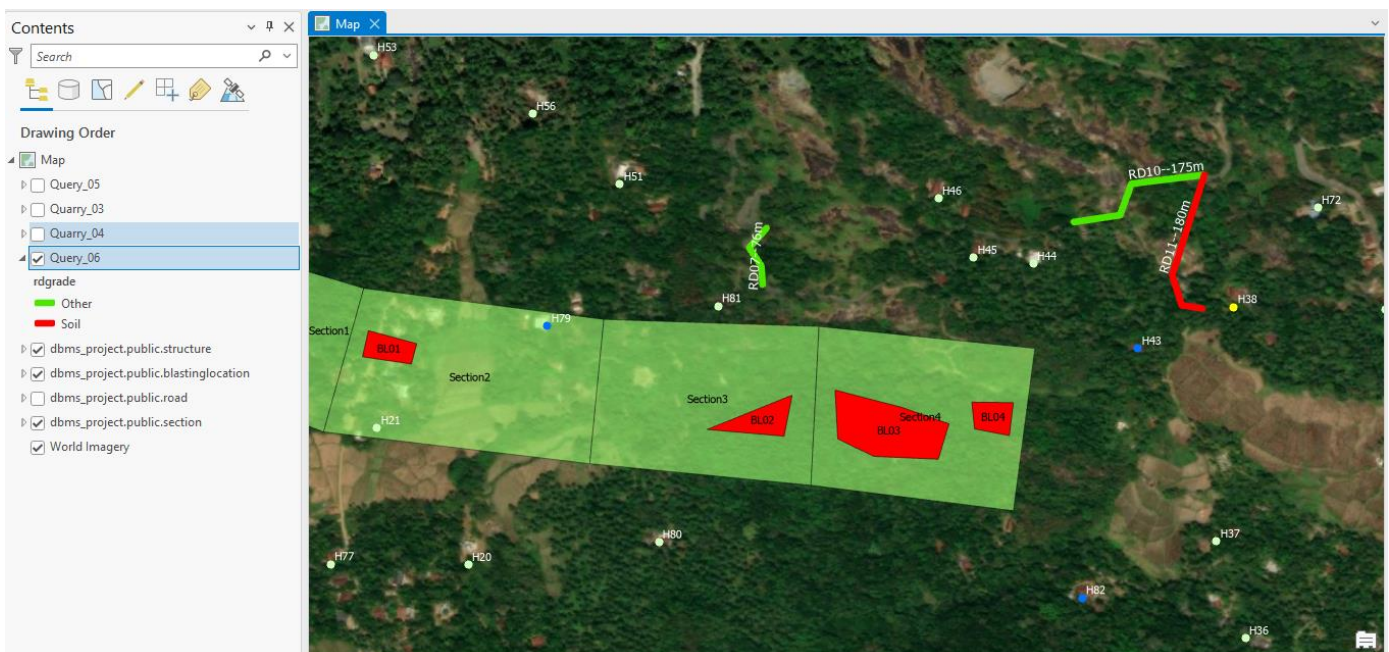 Contents
Search
Drawing Order
Map
Query_05
Quarry_03
Quarry_04
Query_06
rdgrade
Other
Soil
dbms_project.public.structure
dbms_project.public.blastinglocation
dbms_project.public.road
dbms_project.public.section
World Imagery
Map
H53
H56
H51
H46
RD10--175m
H72
RD11--180m
RD07--76m
H45
H44
H81
H38
H79
H43
Section1
BL01
Section2
Section3
Section4
BL02
BL03
BL04
H21
H80
H37
H77
H20
H82
H36